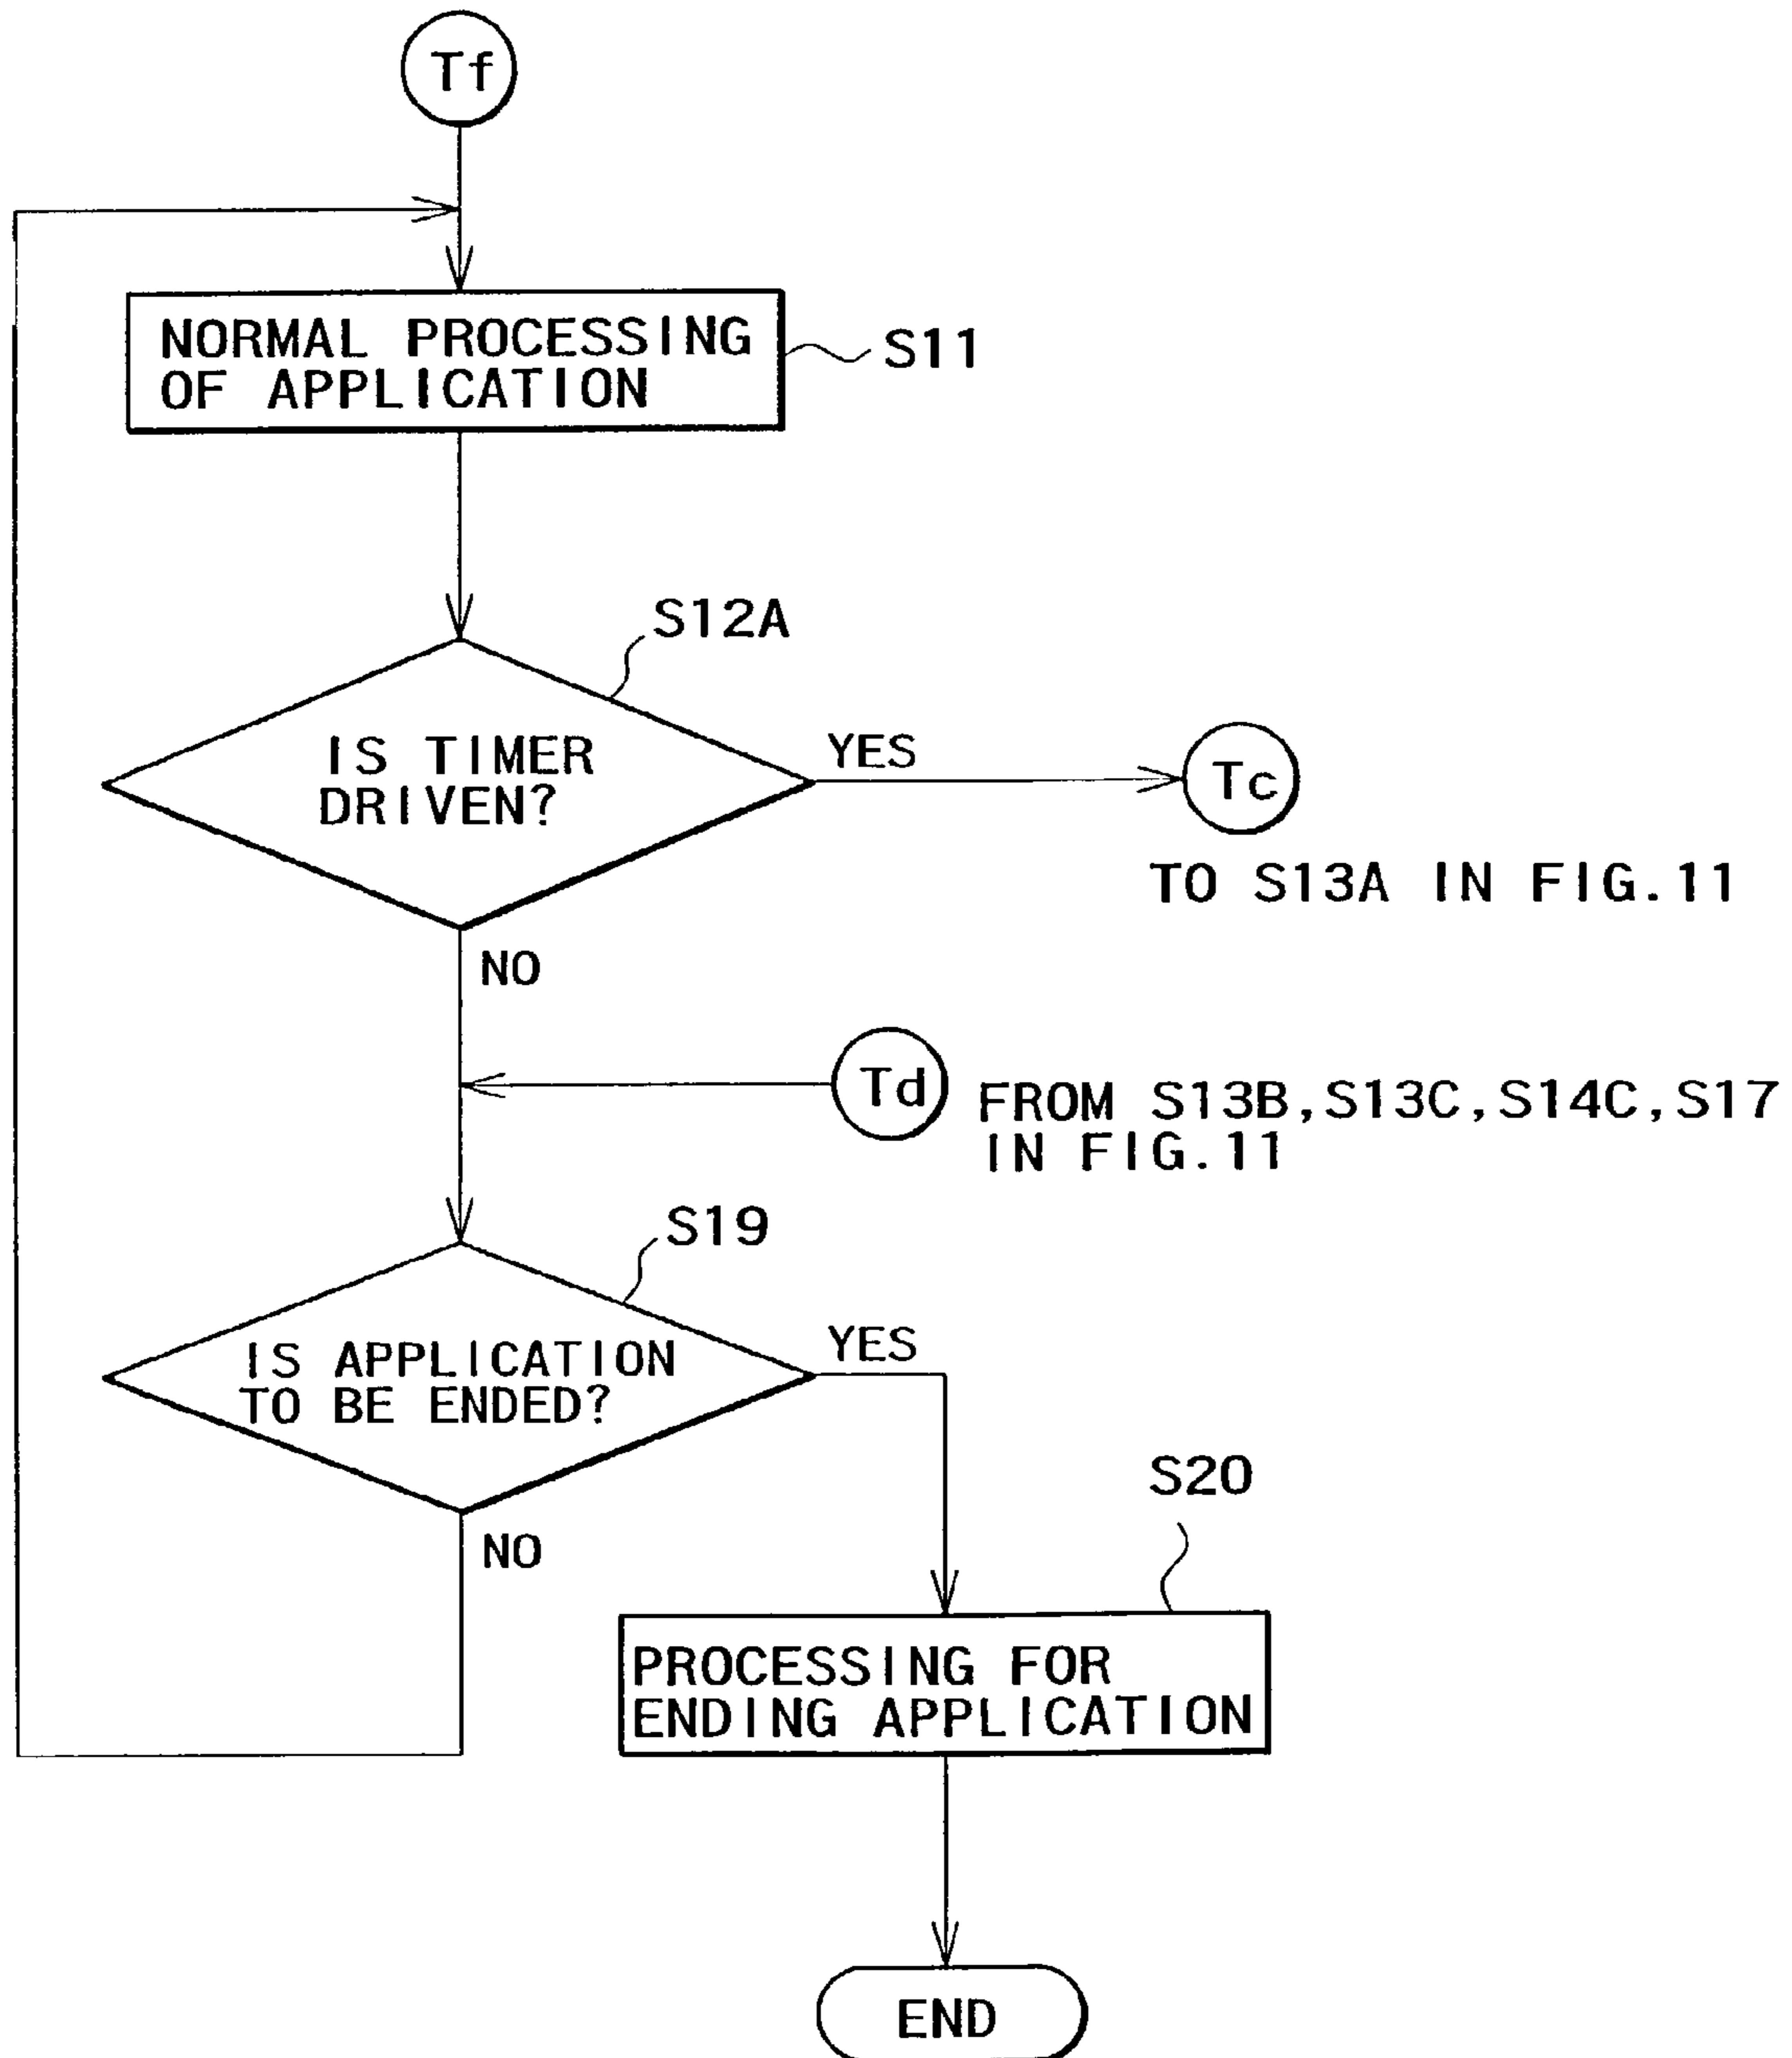 Tf
NORMAL PROCESSING
OF APPLICATION
S11
S12A
IS TIMER
DRIVEN?
YES
Tc
TO S13A IN FIG.11
NO
Td
FROM S13B,S13C,S14C,S17
IN FIG.11
S19
IS APPLICATION
TO BE ENDED?
YES
NO
S20
PROCESSING FOR
ENDING APPLICATION
END